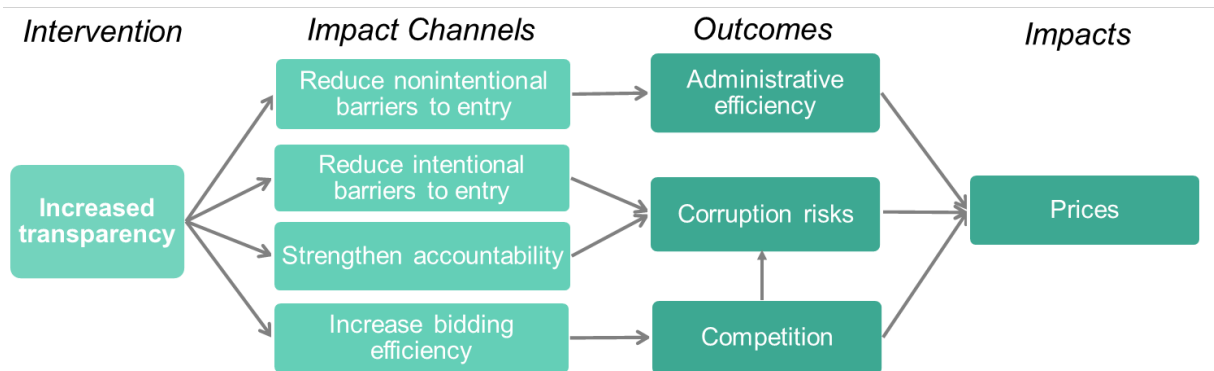 Intervention
Impact Channels
Outcomes
Impacts
Increased
transparency
Reduce nonintentional
barriers to entry
Reduce intentional
barriers to entry
Strengthen accountability
Increase bidding
efficiency
Administrative
efficiency
Corruption risks
Competition
Prices